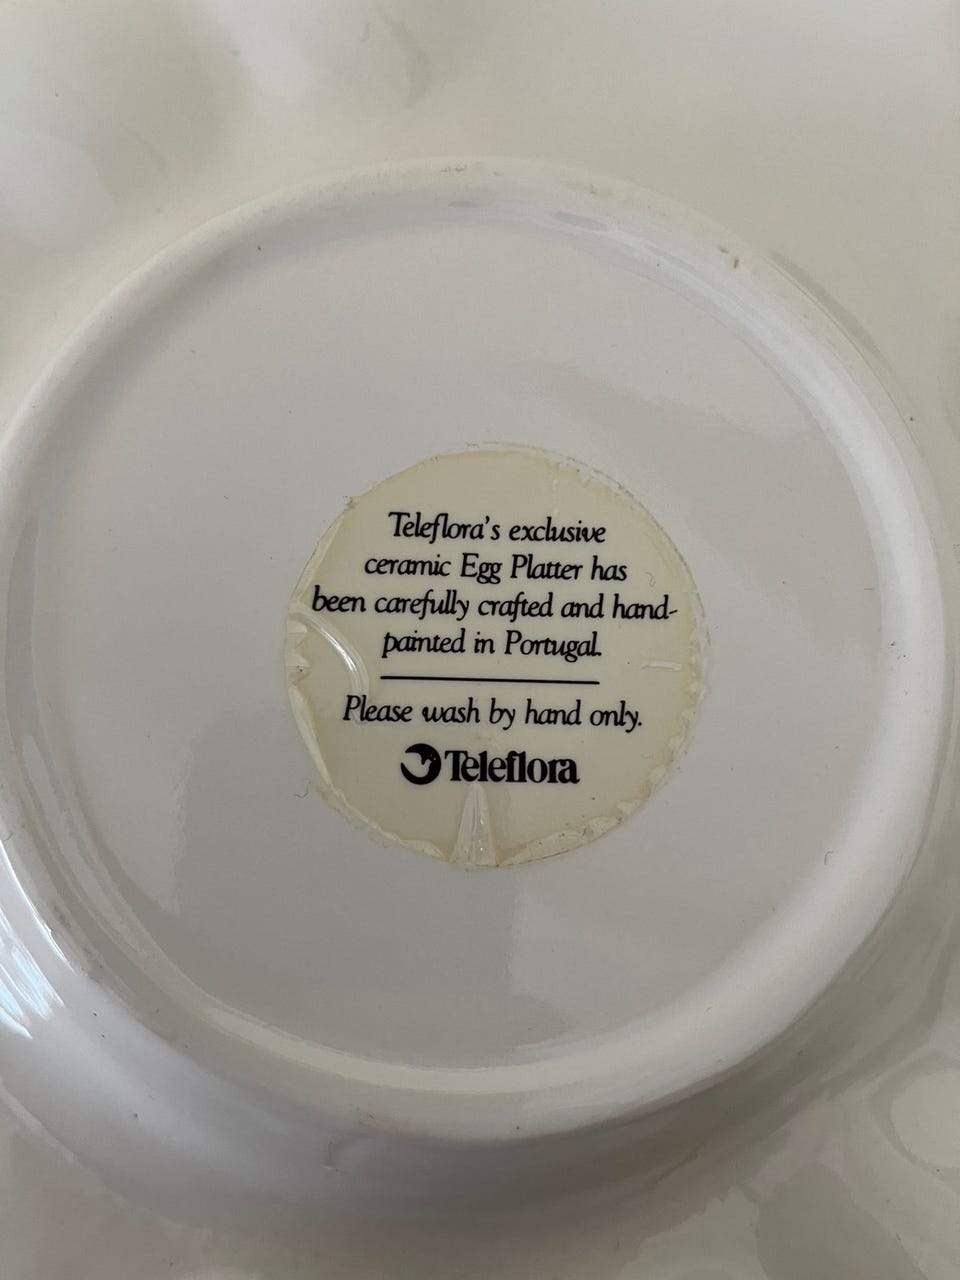 Teleflora's exclusive
ceramic Egg Platter has
been carefully crafted and hand-
painted in Portugal.
Please wash by hand only.
Teleflora